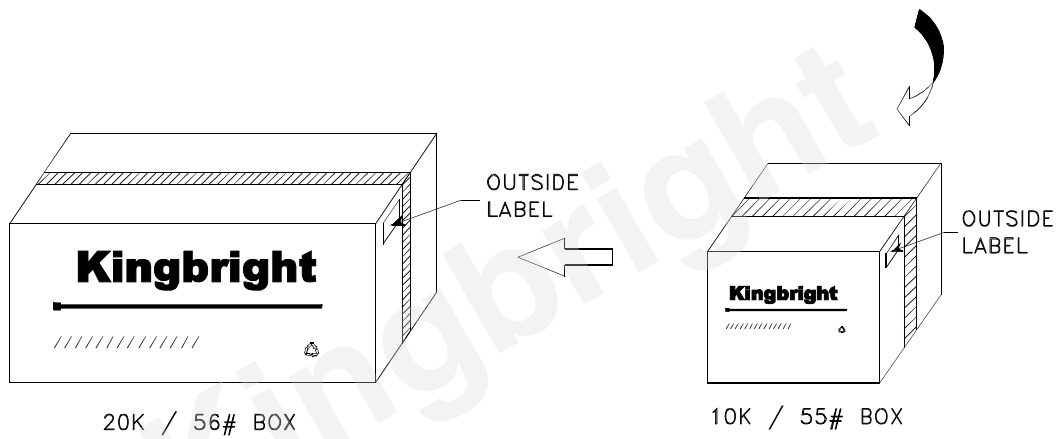 Kingbright
OUTSIDE
LABEL
20K / 56# BOX
Kingbright
OUTSIDE
LABEL
10K / 55# BOX
Kingbright